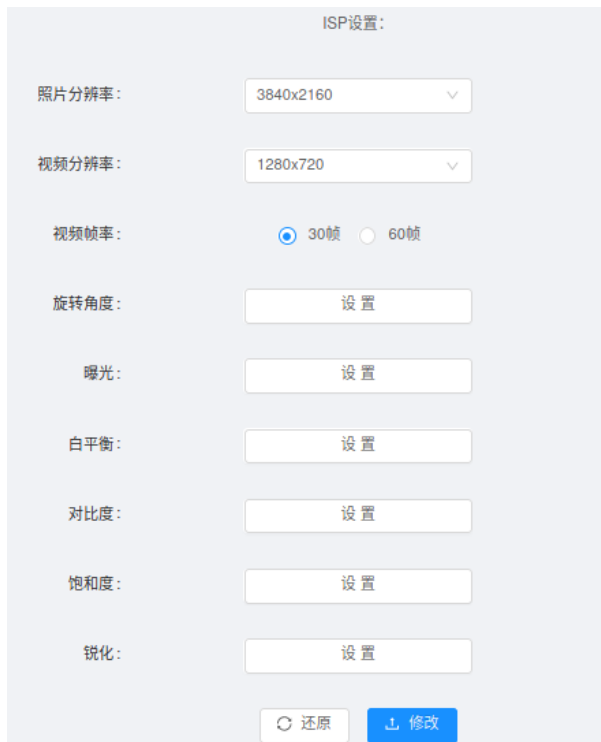 ISP设置：
照片分辨率： 3840x2160
视频分辨率： 1280x720
视频帧率： 30帧 60帧
旋转角度： 设 置
曝光： 设 置
白平衡： 设 置
对比度： 设 置
饱和度： 设 置
锐化： 设 置
还原 修改